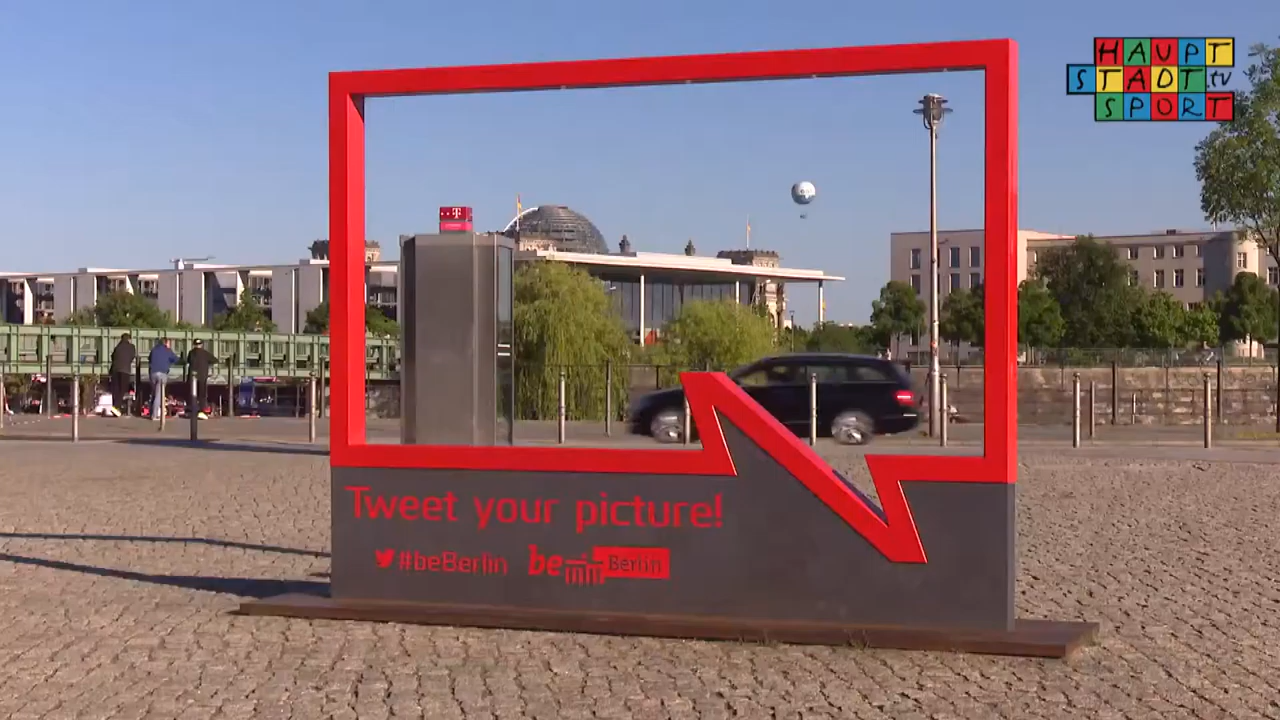 HAUPT
STADT.tv
SPORT
T
Tweet your picture!
#beBerlin
be Berlin